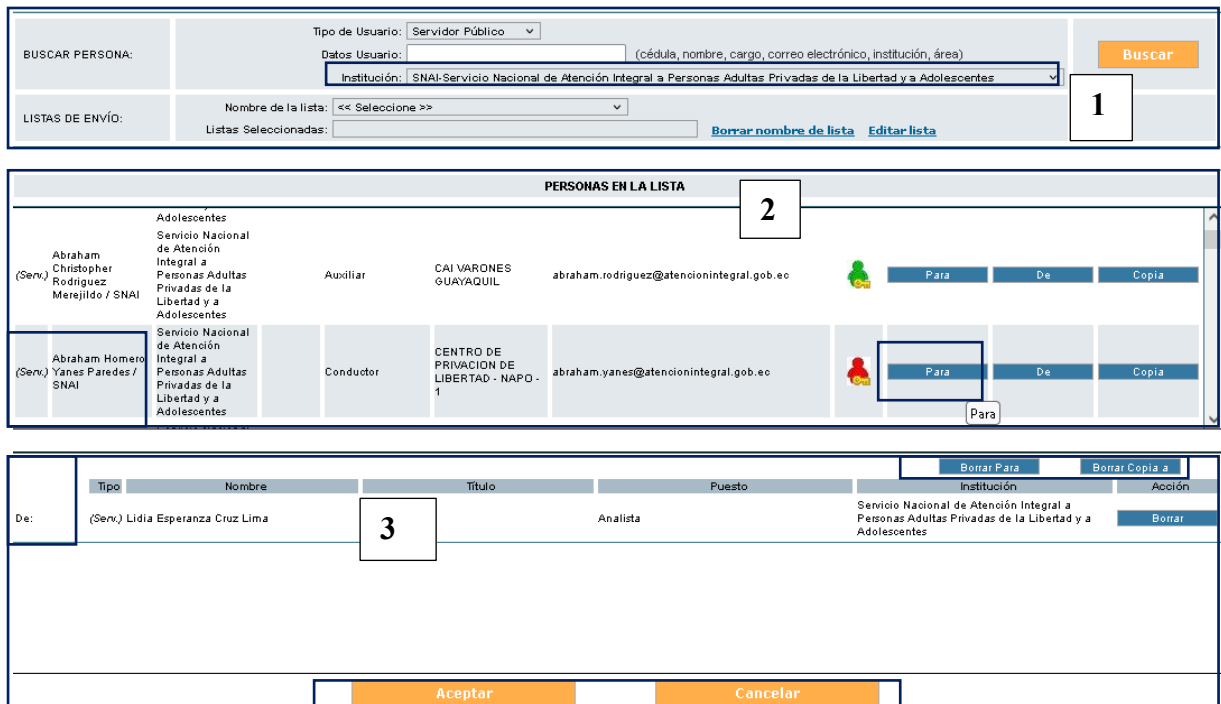 Tipo de Usuario: Servidor Público
BUSCAR PERSONA:
Datos Usuario: (cédula, nombre, cargo, correo electrónico, institución, área)
Buscar
Institución: SNAI-Servicio Nacional de Atención Integral a Personas Adultas Privadas de la Libertad y a Adolescentes
1
LISTAS DE ENVÍO:
Nombre de la lista: << Seleccione >>
Listas Seleccionadas: Borrar nombre de lista Editar lista
PERSONAS EN LA LISTA
2
Adolescentes
(Serv.)
Abraham
Christopher
Rodriguez
Merejildo / SNAI
Servicio Nacional
de Atención
Integral a
Personas Adultas
Privadas de la
Libertad y a
Adolescentes
Auxiliar
CAI VARONES
GUAYAQUIL
abraham.rodriguez@atencionintegral.gob.ec
Para De Copia
(Serv.)
Abraham Homero
Yanes Paredes /
SNAI
Servicio Nacional
de Atención
Integral a
Personas Adultas
Privadas de la
Libertad y a
Adolescentes
Conductor
CENTRO DE
PRIVACION DE
LIBERTAD - NAPO -
1
abraham.yanes@atencionintegral.gob.ec
Para De Copia
Para
Borrar Para Borrar Copia a
Tipo Nombre Título Puesto Institución Acción
3
De: (Serv.) Lidia Esperanza Cruz Lima Analista
Servicio Nacional de Atención Integral a
Personas Adultas Privadas de la Libertad y a
Adolescentes
Borrar
Aceptar Cancelar